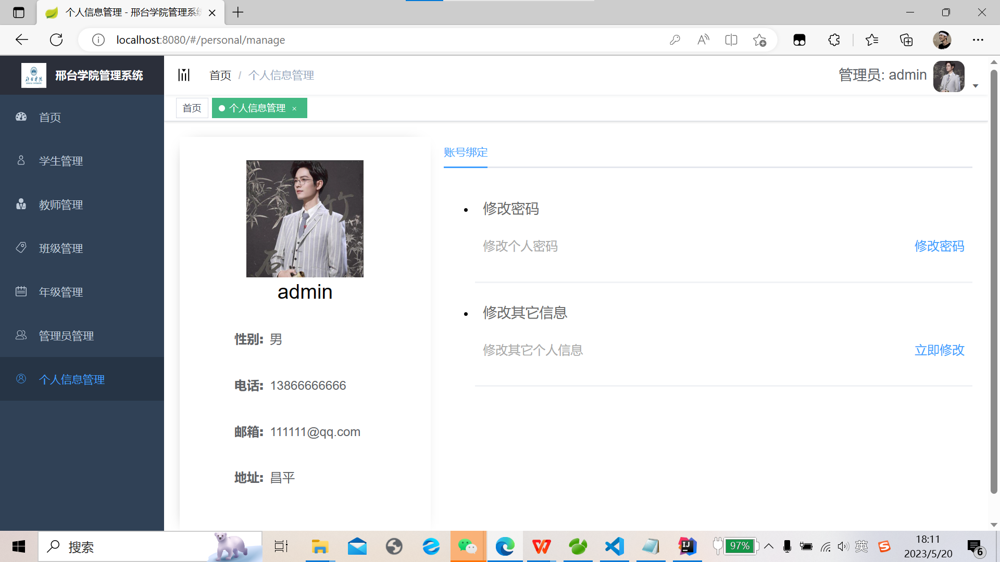 个人信息管理 - 邢台学院管理系统
localhost:8080/#/personal/manage
邢台学院管理系统
首页 / 个人信息管理
管理员: admin
首页
个人信息管理 ×
首页
学生管理
教师管理
班级管理
年级管理
管理员管理
个人信息管理
竹
石
admin
性别: 男
电话: 13866666666
邮箱: 111111@qq.com
地址: 昌平
账号绑定
修改密码
修改个人密码
修改密码
修改其它信息
修改其它个人信息
立即修改
搜索
97%
英
18:11
2023/5/20
6